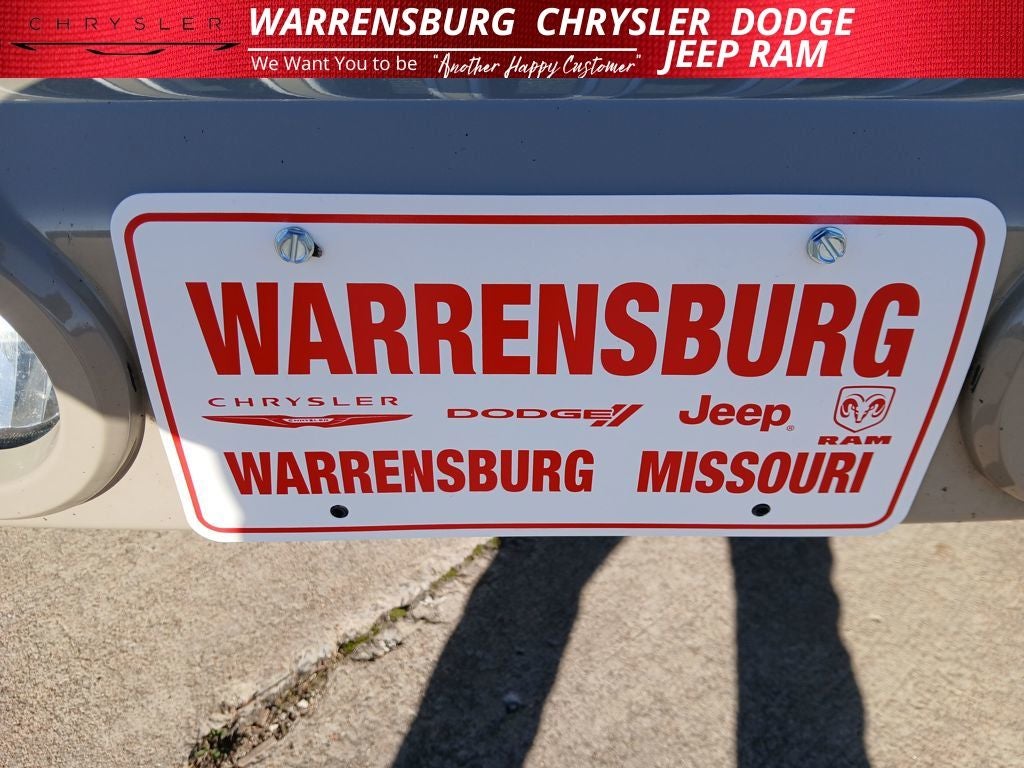 CHRYSLER
WARRENSBURG CHRYSLER DODGE
JEEP RAM
We Want You to be "Another Happy Customer"
WARRENSBURG
CHRYSLER DODGE Jeep® RAM
WARRENSBURG MISSOURI